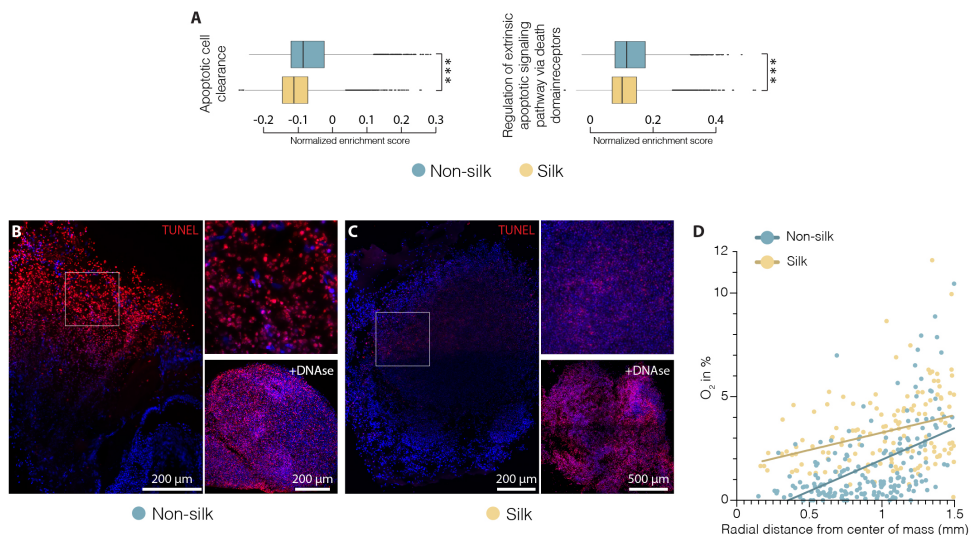 A
Apoptotic cell
clearance
***
-0.2 -0.1 0 0.1 0.2 0.3
Normalized enrichment score
Regulation of extrinsic
apoptotic signaling
pathway via death
domainreceptors
***
0 0.2 0.4
Normalized enrichment score
Non-silk Silk
B
TUNEL
200 µm
+DNAse
200 µm
Non-silk
C
TUNEL
200 µm
+DNAse
500 µm
Silk
D
Non-silk
Silk
12
8
4
0
O₂ in %
0 0.5 1 1.5
Radial distance from center of mass (mm)